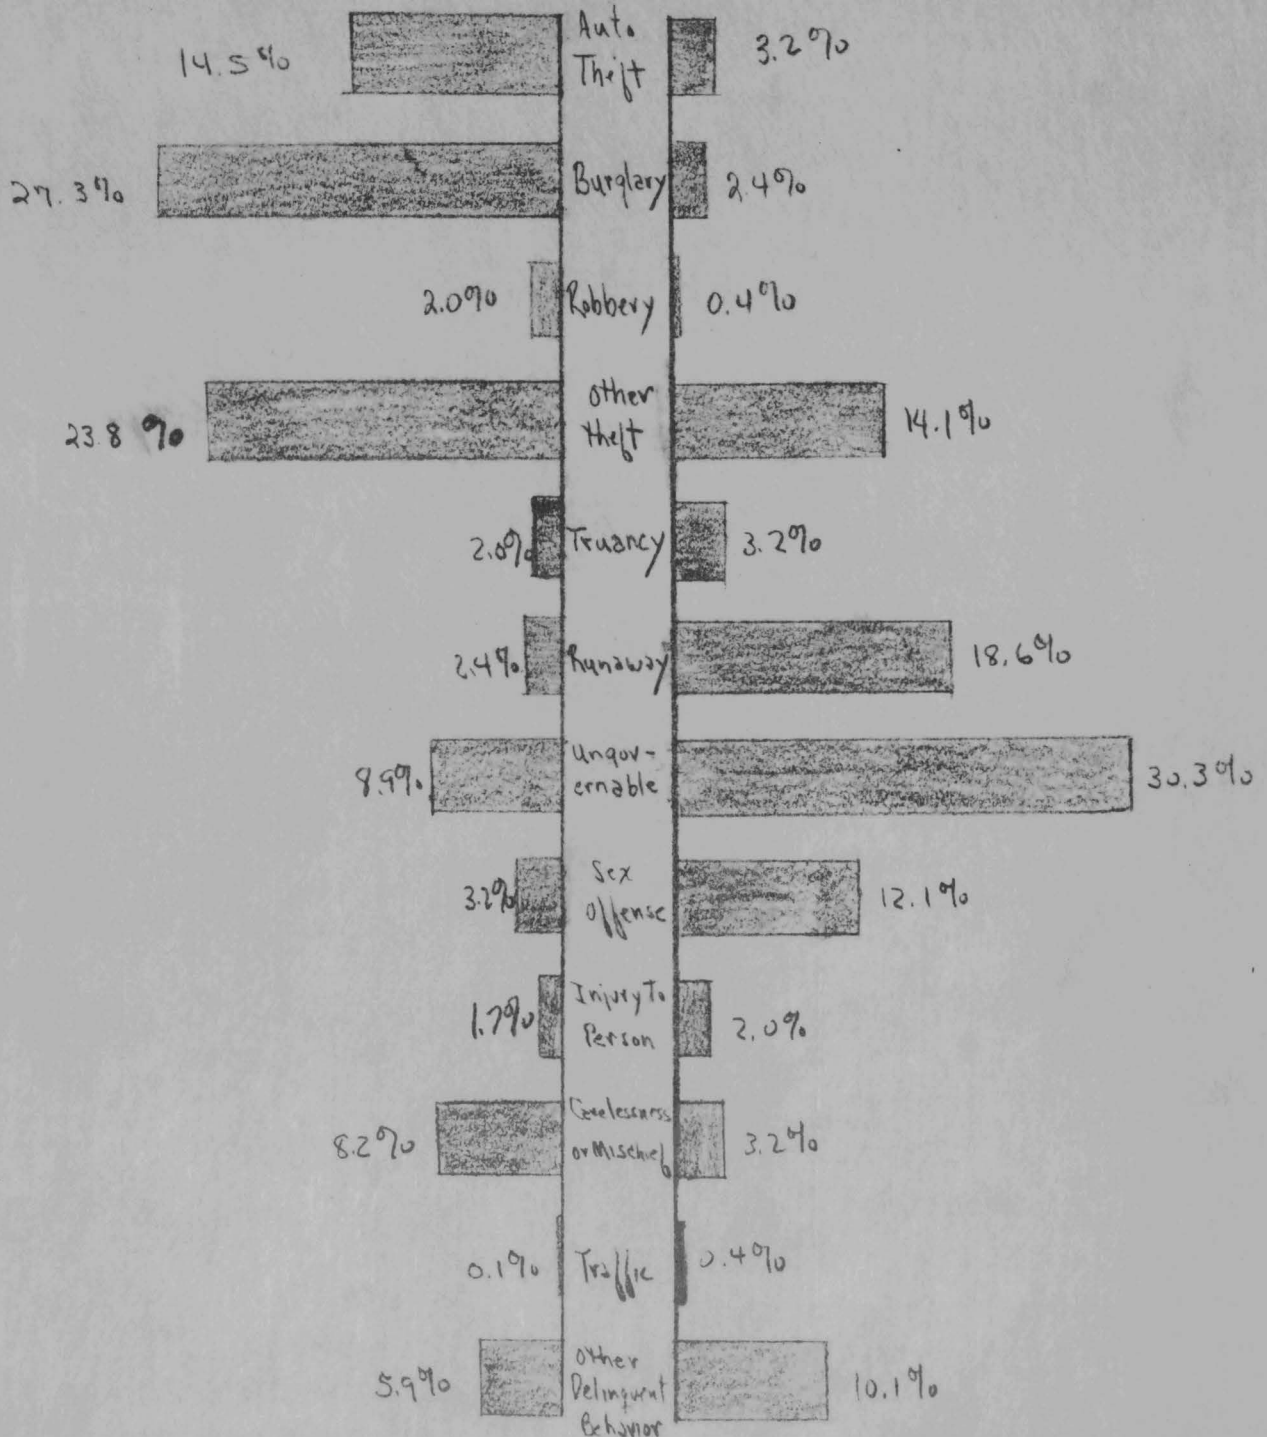 14.5% Auto Theft 3.2%
27.3% Burglary 2.4%
2.0% Robbery 0.4%
23.8 % other theft 14.1%
2.0% Truancy 3.2%
2.4% Runaway 18.6%
8.9% Ungov-
ernable 30.3%
3.2% Sex Offense 12.1%
1.7% Injury To Person 2.0%
8.2% Carelessness or Mischief 3.2%
0.1% Traffic 0.4%
5.9% Other Delinquent Behavior 10.1%